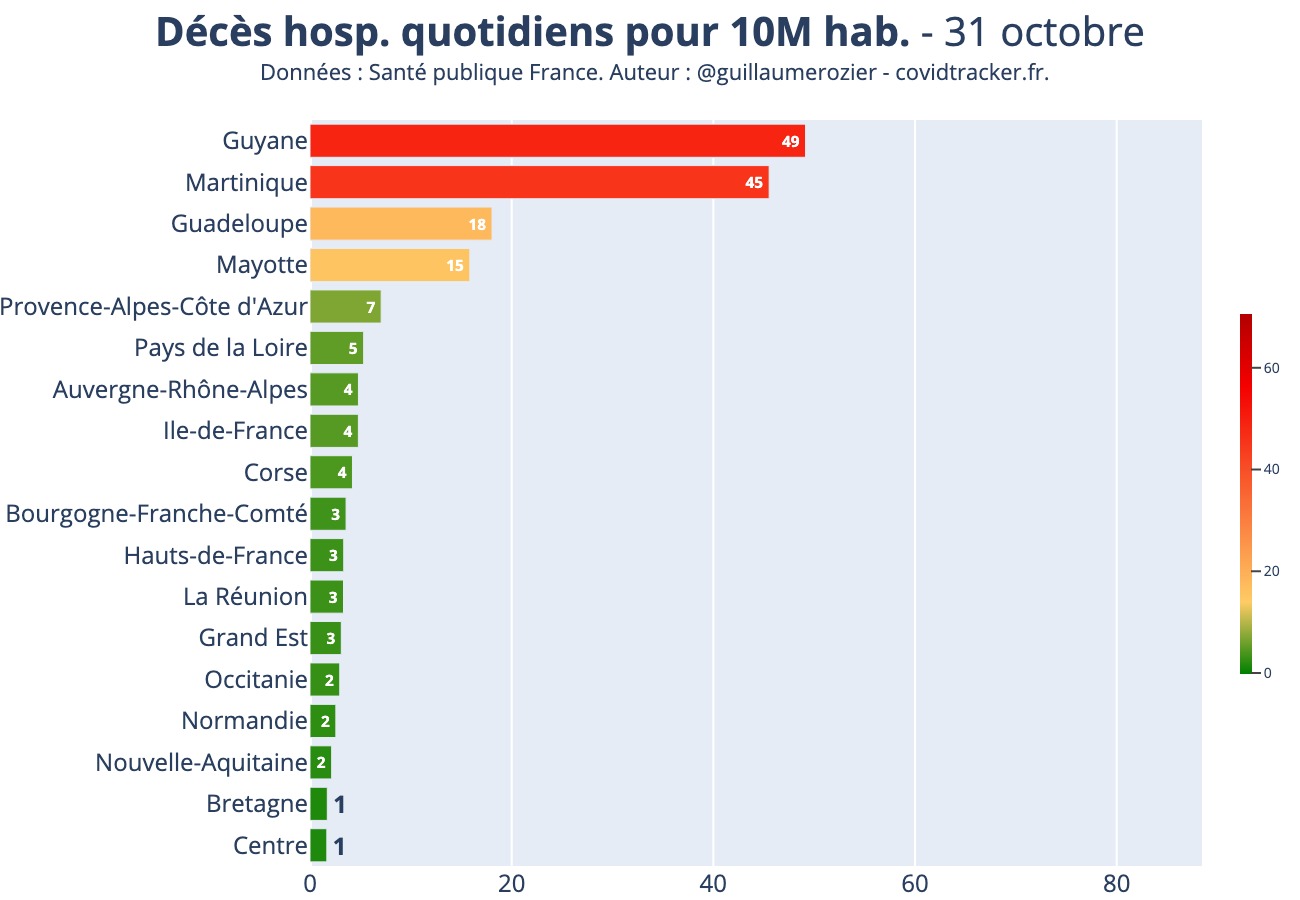 Décès hosp. quotidiens pour 10M hab. - 31 octobre
Données : Santé publique France. Auteur : @guillaumerozier - covidtracker.fr.
Guyane 49
Martinique 45
Guadeloupe 18
Mayotte 15
Provence-Alpes-Côte d'Azur 7
Pays de la Loire 5
Auvergne-Rhône-Alpes 4
Ile-de-France 4
Corse 4
Bourgogne-Franche-Comté 3
Hauts-de-France 3
La Réunion 3
Grand Est 3
Occitanie 2
Normandie 2
Nouvelle-Aquitaine 2
Bretagne 1
Centre 1
0 20 40 60 80
60
40
20
0